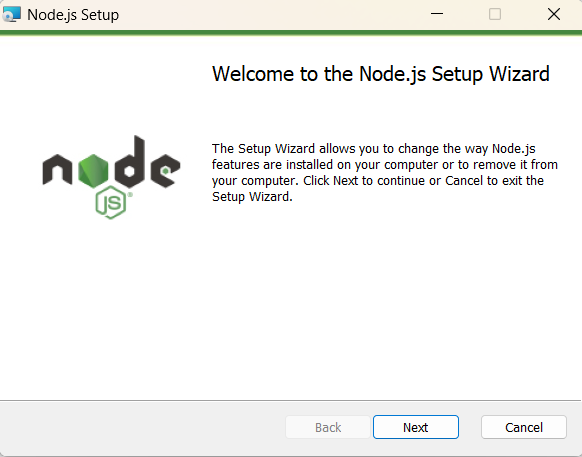 Node.js Setup
Welcome to the Node.js Setup Wizard
node
JS
The Setup Wizard allows you to change the way Node.js
features are installed on your computer or to remove it from
your computer. Click Next to continue or Cancel to exit the
Setup Wizard.
Back
Next
Cancel